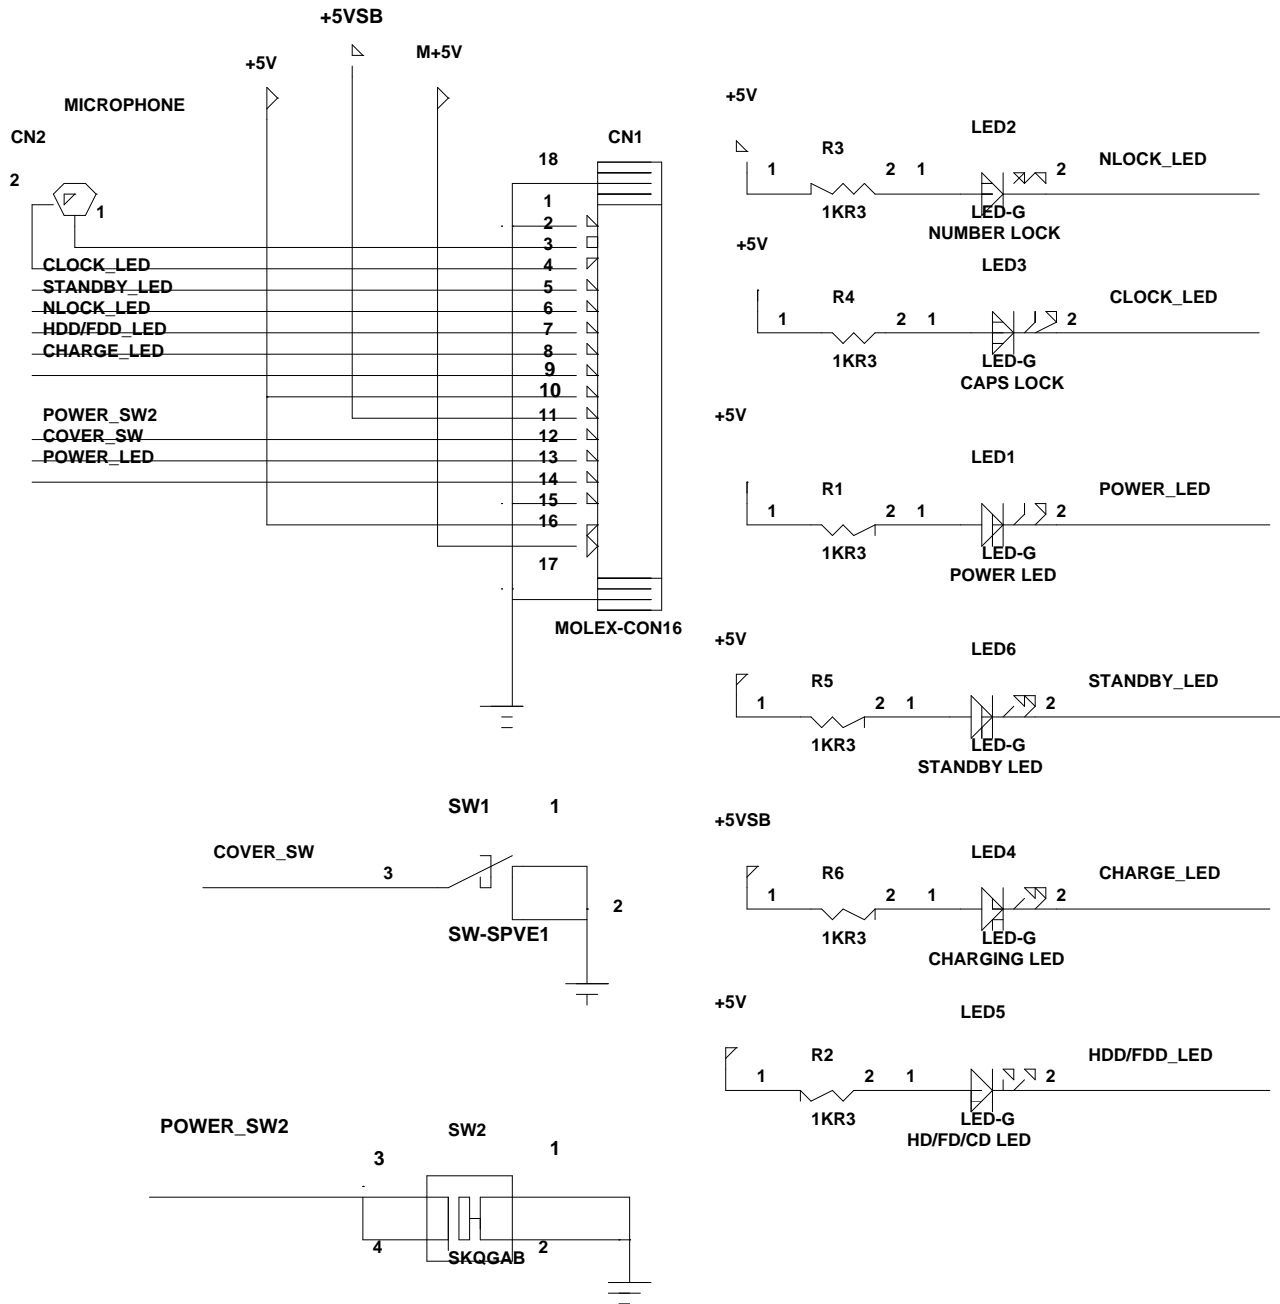 +5VSB
+5V
M+5V
MICROPHONE
CN2
CN1
2
1
18
1
2
3
CLOCK_LED
4
STANDBY_LED
5
NLOCK_LED
6
HDD/FDD_LED
7
CHARGE_LED
8
9
10
POWER_SW2
11
COVER_SW
12
POWER_LED
13
14
15
16
17
MOLEX-CON16
+5V
LED2
R3
NLOCK_LED
1
2
1
2
1KR3
LED-G
NUMBER LOCK
+5V
LED3
R4
CLOCK_LED
1
2
1
2
1KR3
LED-G
CAPS LOCK
+5V
LED1
R1
POWER_LED
1
2
1
2
1KR3
LED-G
POWER LED
+5V
LED6
R5
STANDBY_LED
1
2
1
2
1KR3
LED-G
STANDBY LED
+5VSB
LED4
R6
CHARGE_LED
1
2
1
2
1KR3
LED-G
CHARGING LED
+5V
LED5
R2
HDD/FDD_LED
1
2
1
2
1KR3
LED-G
HD/FD/CD LED
SW1
1
COVER_SW
3
2
SW-SPVE1
POWER_SW2
SW2
1
3
4
SKQGAB
2